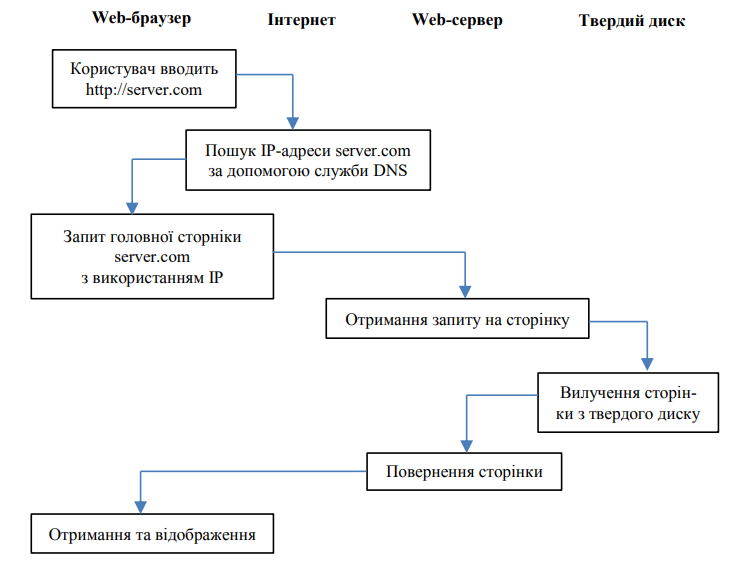 Web-браузер Інтернет Web-сервер Твердий диск
Користувач вводить
http://server.com
Пошук IP-адреси server.com
за допомогою служби DNS
Запит головної сторніки
server.com
з використанням IP
Отримання запиту на сторінку
Вилучення сторін-
ки з твердого диску
Повернення сторінки
Отримання та відображення